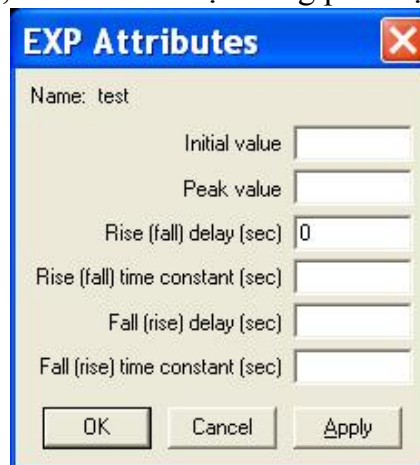 EXP Attributes
Name: test
Initial value
Peak value
Rise (fall) delay (sec) 0
Rise (fall) time constant (sec)
Fall (rise) delay (sec)
Fall (rise) time constant (sec)
OK Cancel Apply